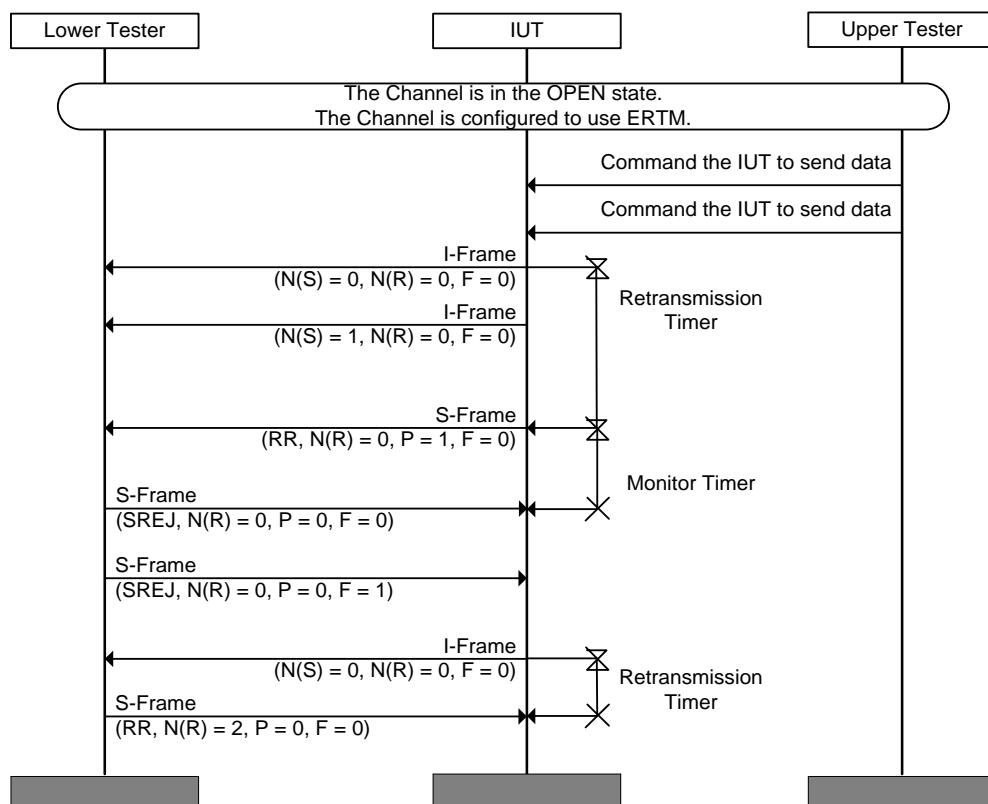 Lower Tester
IUT
Upper Tester
The Channel is in the OPEN state.
The Channel is configured to use ERTM.
Command the IUT to send data
Command the IUT to send data
I-Frame
(N(S) = 0, N(R) = 0, F = 0)
Retransmission
Timer
I-Frame
(N(S) = 1, N(R) = 0, F = 0)
S-Frame
(RR, N(R) = 0, P = 1, F = 0)
Monitor Timer
S-Frame
(SREJ, N(R) = 0, P = 0, F = 0)
S-Frame
(SREJ, N(R) = 0, P = 0, F = 1)
I-Frame
(N(S) = 0, N(R) = 0, F = 0)
Retransmission
Timer
S-Frame
(RR, N(R) = 2, P = 0, F = 0)